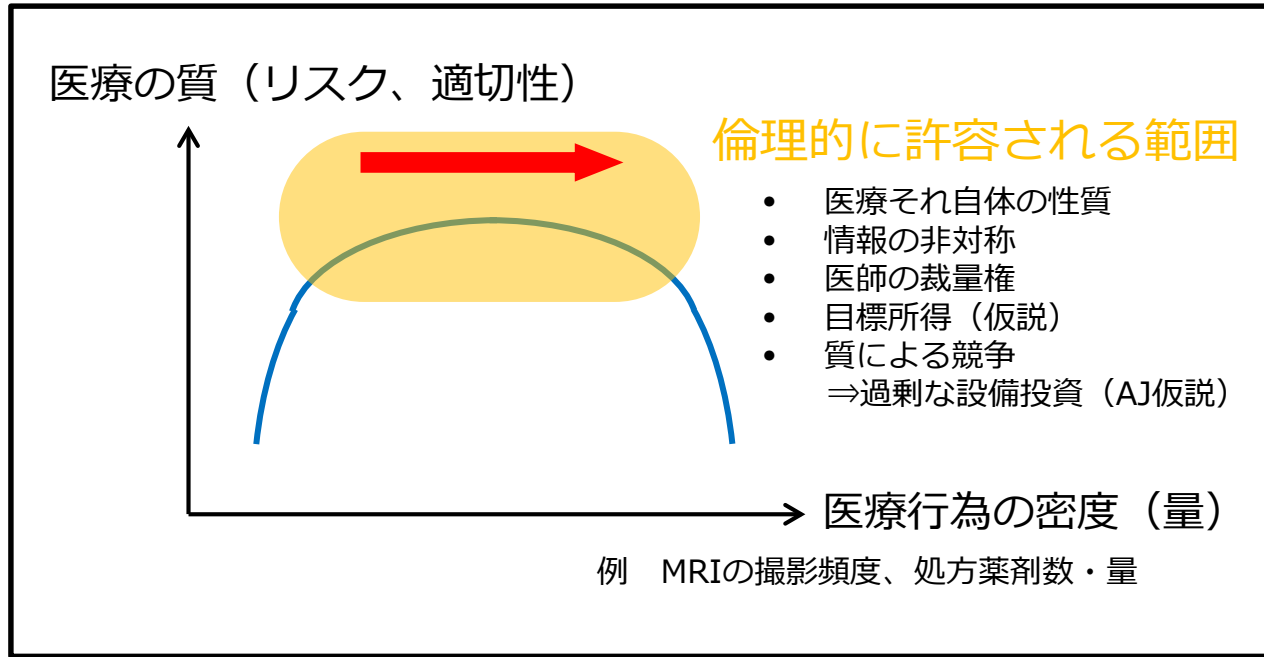 医療の質（リスク、適切性）
倫理的に許容される範囲
• 医療それ自体の性質
• 情報の非対称
• 医師の裁量権
• 目標所得（仮説）
• 質による競争
⇒過剰な設備投資（AJ仮説）
医療行為の密度（量）
例　MRIの撮影頻度、処方薬剤数・量